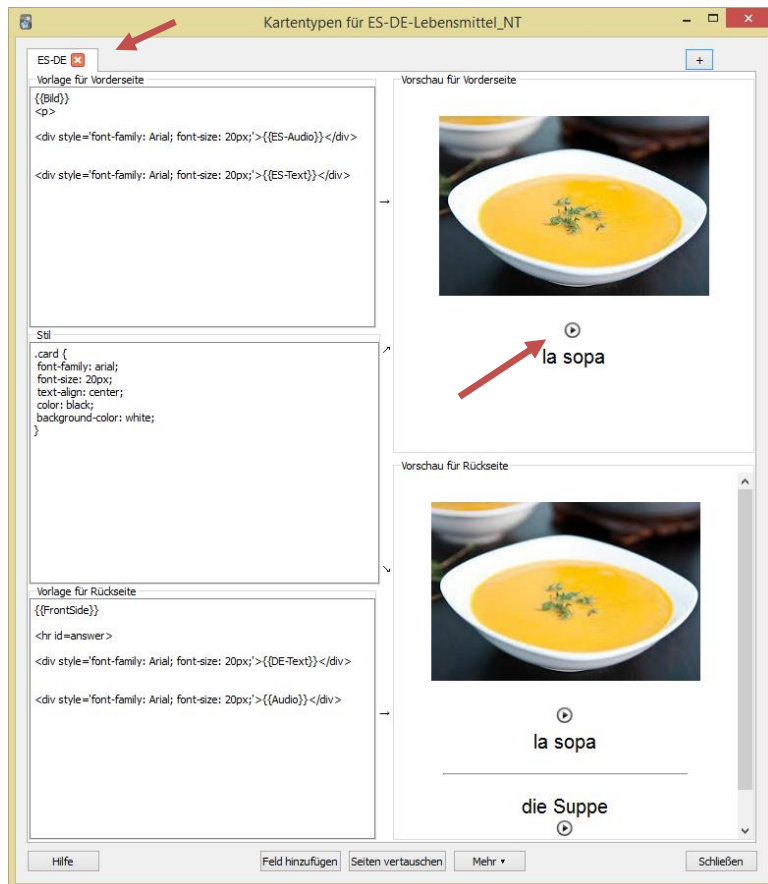 Kartentypen für ES-DE-Lebensmittel_NT
ES-DE
+
Vorlage für Vorderseite
{{Bild}}
<p>
<div style='font-family: Arial; font-size: 20px;'>{{ES-Audio}}</div>
<div style='font-family: Arial; font-size: 20px;'>{{ES-Text}}</div>
→
Stil
.card {
font-family: arial;
font-size: 20px;
text-align: center;
color: black;
background-color: white;
}
↗
↘
Vorlage für Rückseite
{{FrontSide}}
<hr id=answer>
<div style='font-family: Arial; font-size: 20px;'>{{DE-Text}}</div>
<div style='font-family: Arial; font-size: 20px;'>{{Audio}}</div>
→
Vorschau für Vorderseite
la sopa
Vorschau für Rückseite
la sopa
die Suppe
Hilfe
Feld hinzufügen
Seiten vertauschen
Mehr ▾
Schließen